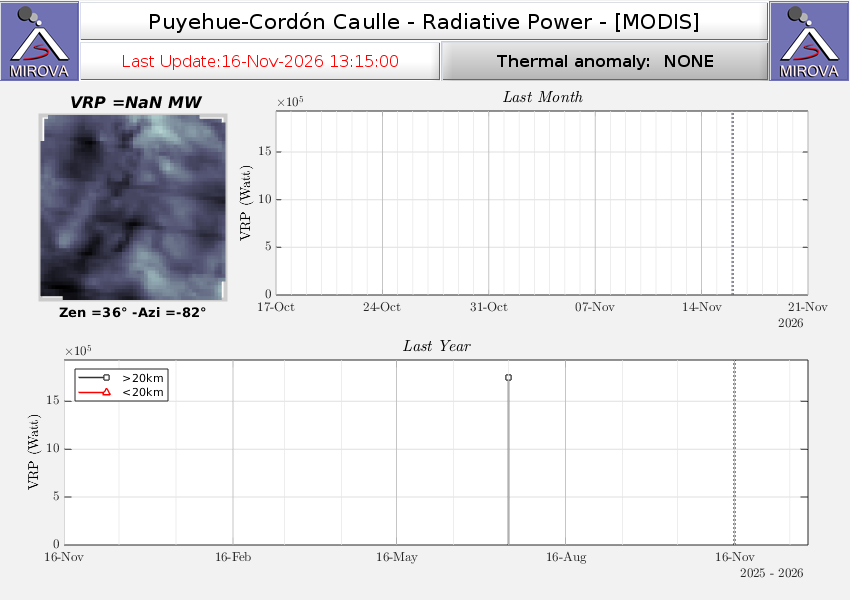 Puyehue-Cordón Caulle - Radiative Power - [MODIS]
MIROVA
Last Update:16-Nov-2026 13:15:00
Thermal anomaly: NONE
MIROVA
VRP =NaN MW
Zen =36° -Azi =-82°
Last Month
×10⁵
VRP (Watt)
15
10
5
0
17-Oct 24-Oct 31-Oct 07-Nov 14-Nov 21-Nov
2026
Last Year
×10⁵
VRP (Watt)
>20km
<20km
15
10
5
0
16-Nov 16-Feb 16-May 16-Aug 16-Nov
2025 - 2026